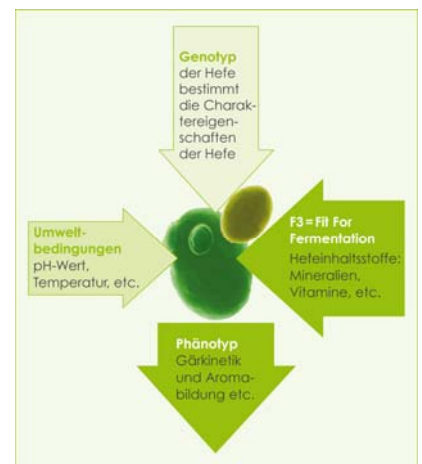 Genotyp
der Hefe
bestimmt
die Charak-
tereigen-
schaften
der Hefe
Umwelt-
bedingungen
pH-Wert,
Temperatur, etc.
F3=Fit For
Fermentation
Hefeinhaltsstoffe:
Mineralien,
Vitamine, etc.
Phänotyp
Gärkinetik
und Aroma-
bildung etc.